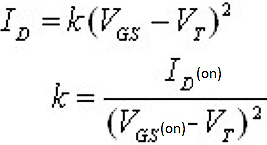 I_D = k(V_GS − V_T)²
k = I_D(on) / (V_GS(on) − V_T)²